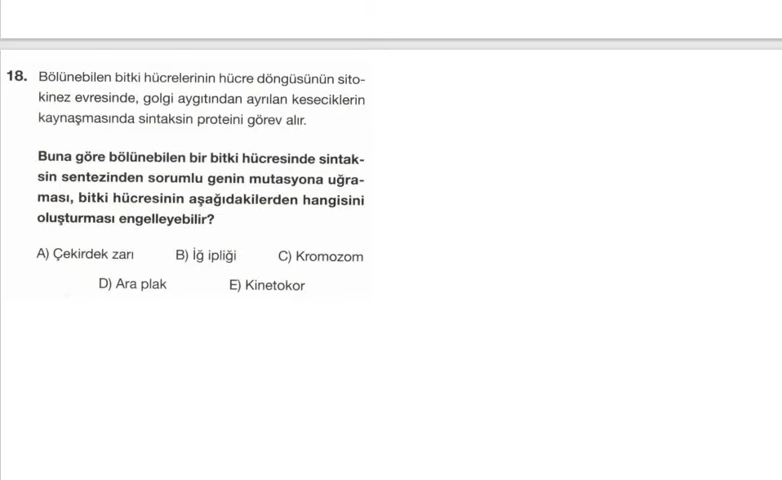 18. Bölünebilen bitki hücrelerinin hücre döngüsünün sito-
kinez evresinde, golgi aygıtından ayrılan keseciklerin
kaynaşmasında sintaksin proteini görev alır.
Buna göre bölünebilen bir bitki hücresinde sintak-
sin sentezinden sorumlu genin mutasyona uğra-
ması, bitki hücresinin aşağıdakilerden hangisini
oluşturması engelleyebilir?
A) Çekirdek zarı B) İğ ipliği C) Kromozom
D) Ara plak E) Kinetokor